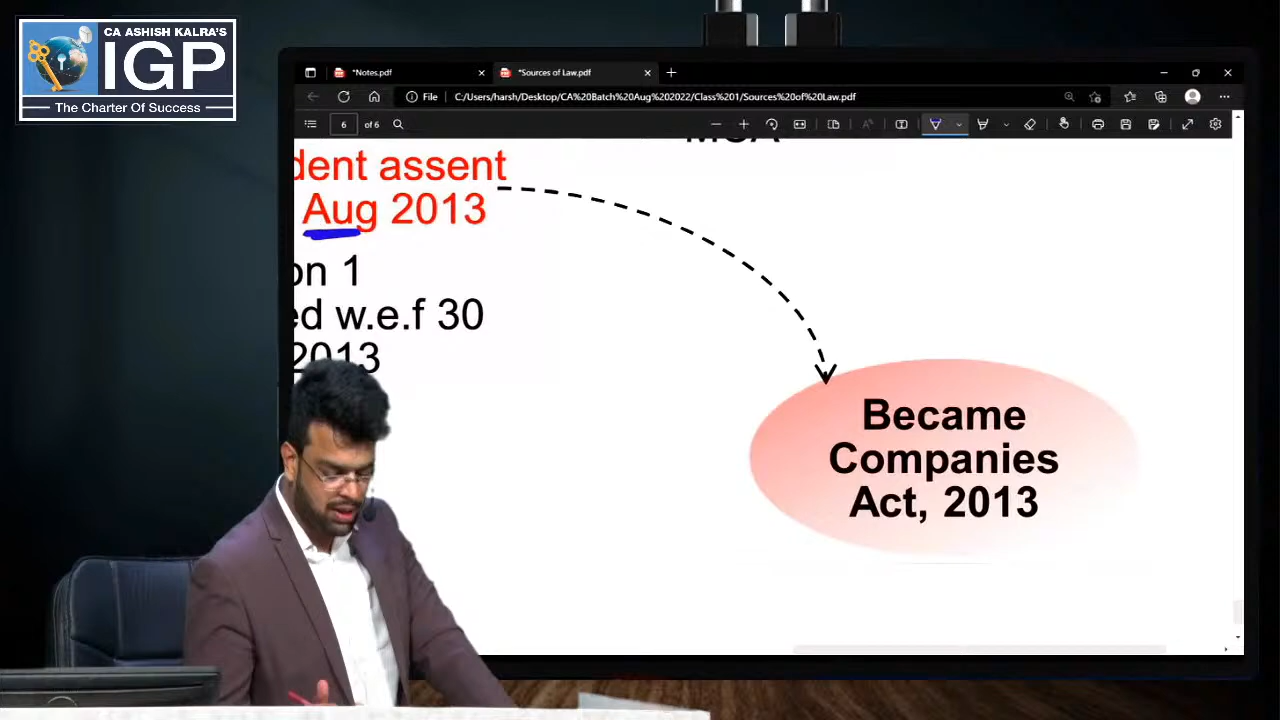 CA ASHISH KALRA'S
IGP
The Charter Of Success
*Notes.pdf
*Sources of Law.pdf
File C:/Users/harsh/Desktop/CA%20Batch%20Aug%202022/Class%201/Sources%20of%20Law.pdf
6 of 6
dent assent
Aug 2013
on 1
ed w.e.f 30
2013
Became
Companies
Act, 2013